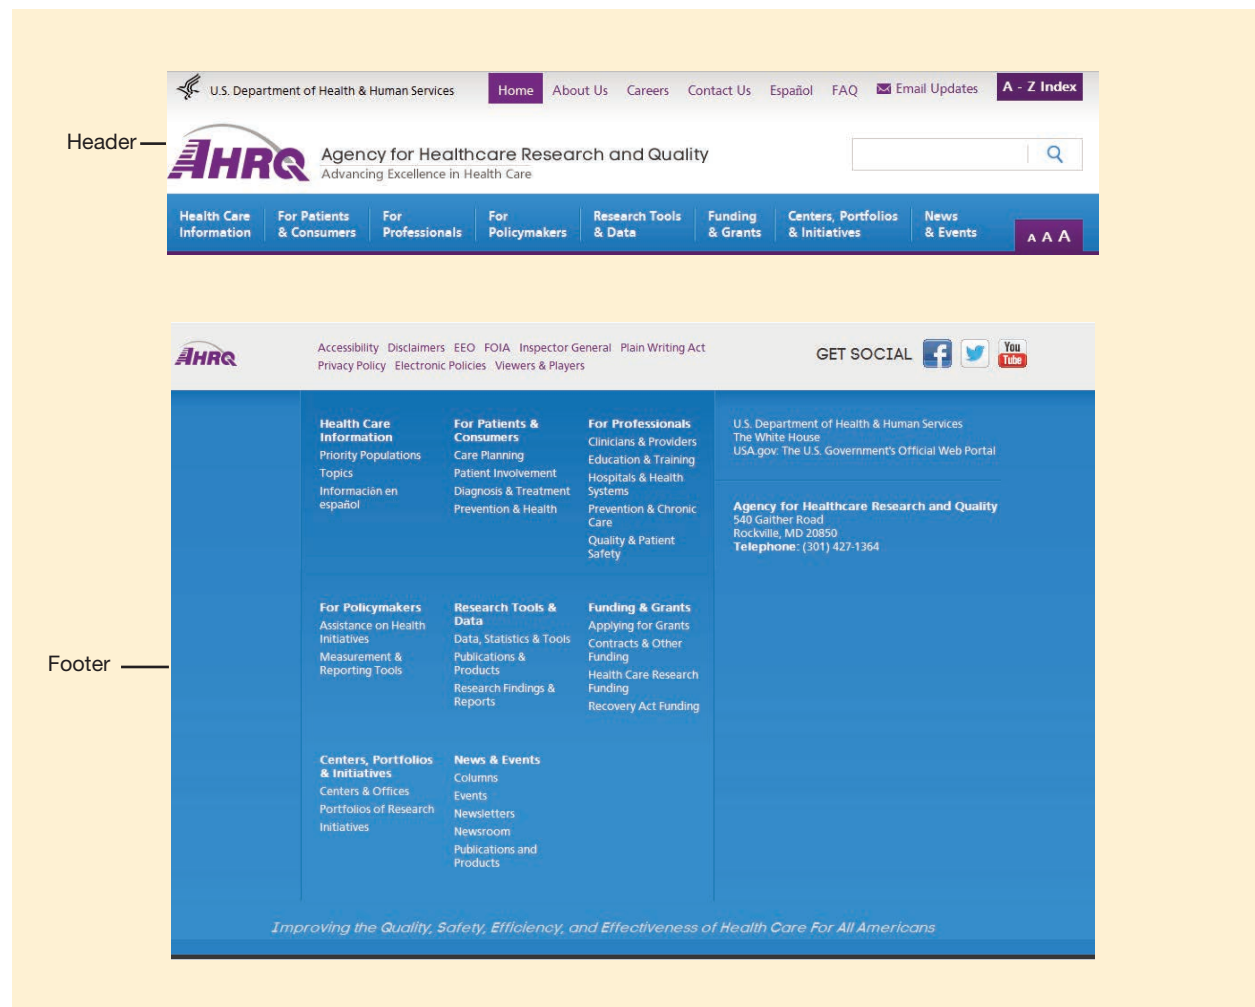 U.S. Department of Health & Human Services
Home About Us Careers Contact Us Español FAQ Email Updates A - Z Index
Header
AHRQ
Agency for Healthcare Research and Quality
Advancing Excellence in Health Care
Health Care Information
For Patients & Consumers
For Professionals
For Policymakers
Research Tools & Data
Funding & Grants
Centers, Portfolios & Initiatives
News & Events
A A A
AHRQ
Accessibility Disclaimers EEO FOIA Inspector General Plain Writing Act
Privacy Policy Electronic Policies Viewers & Players
GET SOCIAL
You
Tube
Footer
Health Care
Information
Priority Populations
Topics
Informaciön en
español
For Patients &
Consumers
Care Planning
Patient Involvement
Diagnosis & Treatment
Prevention & Health
For Professionals
Clinicians & Providers
Education & Training
Hospitals & Health
Systems
Prevention & Chronic
Care
Quality & Patient
Safety
U.S. Department of Health & Human Services
The White House
USA.gov: The U.S. Government's Official Web Portal
Agency for Healthcare Research and Quality
540 Gaither Road
Rockville, MD 20850
Telephone: (301) 427-1364
For Policymakers
Assistance on Health
Initiatives
Measurement &
Reporting Tools
Research Tools &
Data
Data, Statistics & Tools
Publications &
Products
Research Findings &
Reports
Funding & Grants
Applying for Grants
Contracts & Other
Funding
Health Care Research
Funding
Recovery Act Funding
Centers, Portfolios
& Initiatives
Centers & Offices
Portfolios of Research
Initiatives
News & Events
Columns
Events
Newsletters
Newsroom
Publications and
Products
Improving the Quality, Safety, Efficiency, and Effectiveness of Health Care For All Americans